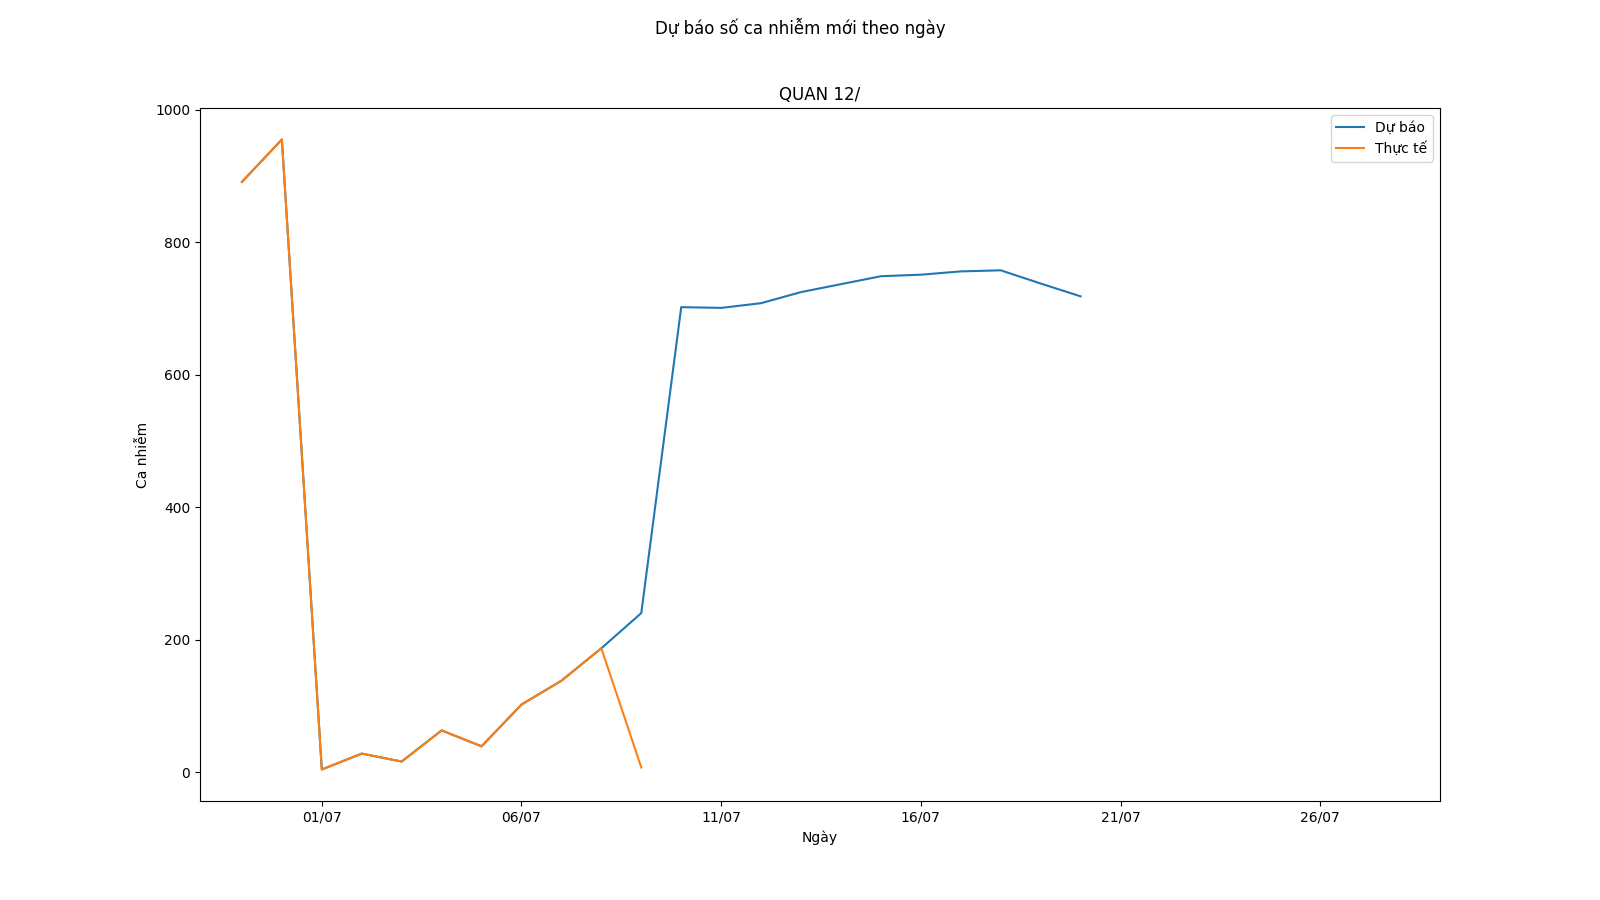 Dự báo số ca nhiễm mới theo ngày
QUAN 12/
Dự báo
Thực tế
1000
800
600
400
200
0
Ca nhiễm
01/07
06/07
11/07
16/07
21/07
26/07
Ngày